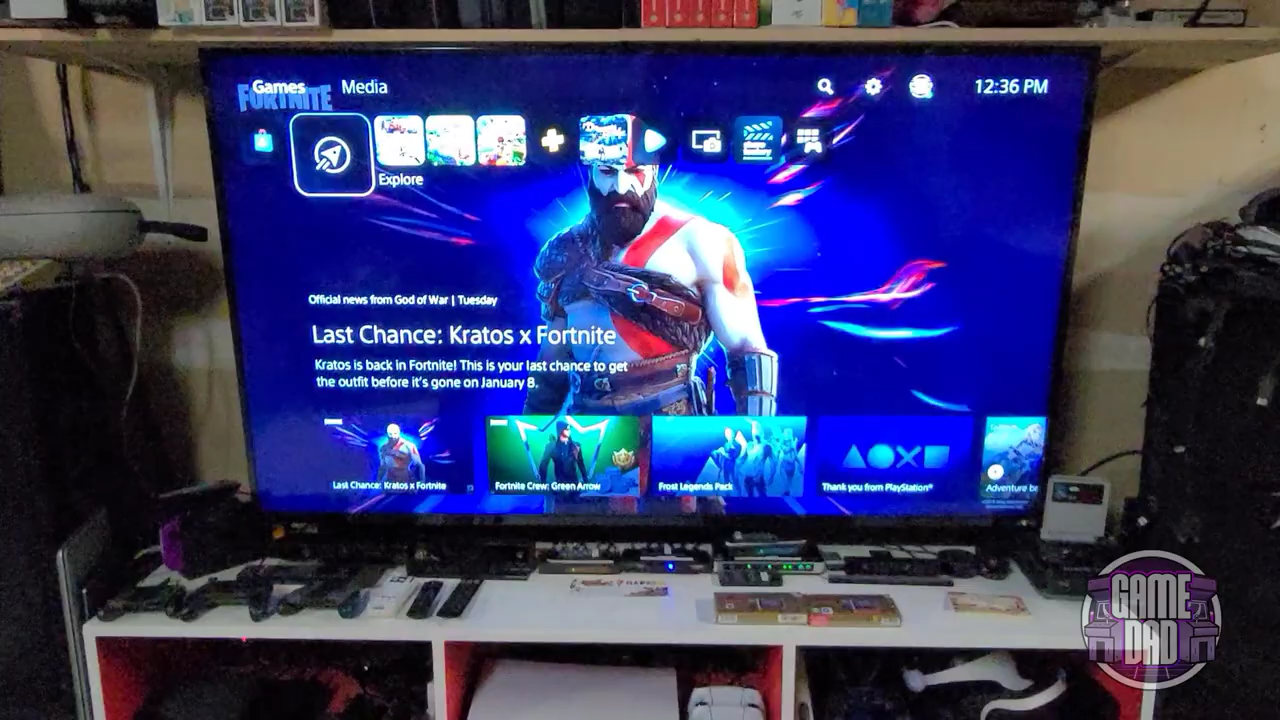 Games
Media
12:36 PM
FORTNITE
Explore
Official news from God of War | Tuesday
Last Chance: Kratos x Fortnite
Kratos is back in Fortnite! This is your last chance to get
the outfit before it's gone on January 8.
Last Chance: Kratos x Fortnite
Fortnite Crew: Green Arrow
Frost Legends Pack
Thank you from PlayStation®
Adventure be
GAME
DAD